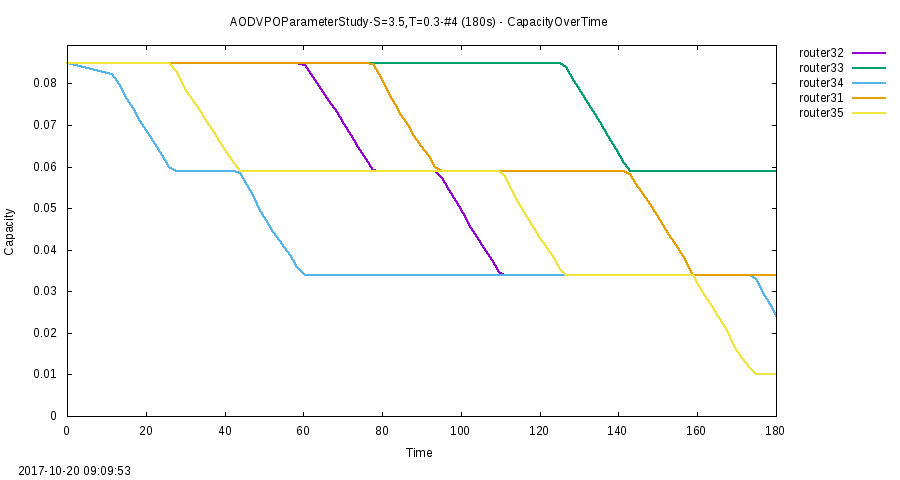 AODVPOParameterStudy-S=3.5,T=0.3-#4 (180s) - CapacityOverTime
router32
router33
router34
router31
router35
0.08
0.07
0.06
0.05
0.04
0.03
0.02
0.01
0
Capacity
0 20 40 60 80 100 120 140 160 180
Time
2017-10-20 09:09:53